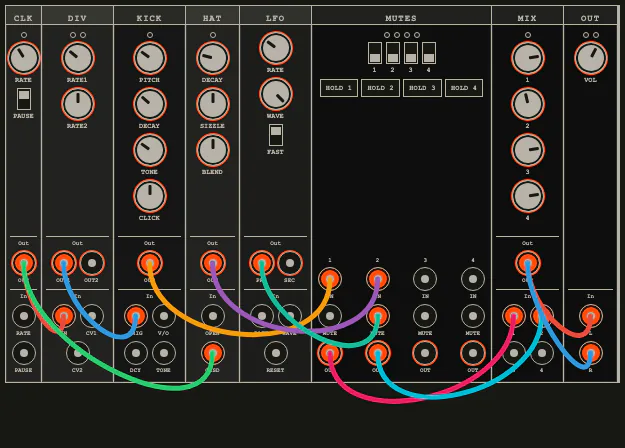 CLK DIV KICK HAT LFO MUTES MIX OUT
RATE RATE1 PITCH DECAY RATE 1 2 3 4 1 VOL
HOLD 1 HOLD 2 HOLD 3 HOLD 4
PAUSE RATE2 DECAY SIZZLE WAVE 2
FAST
TONE BLEND 3
CLICK 4
Out Out Out Out Out Out
1 2 3 4
OUT2 SEC
IN IN
In In In In In In In
RATE CV1 V/O OPEN MUTE MUTE
PAUSE CV2 DCY TONE RESET OUT OUT 4 R